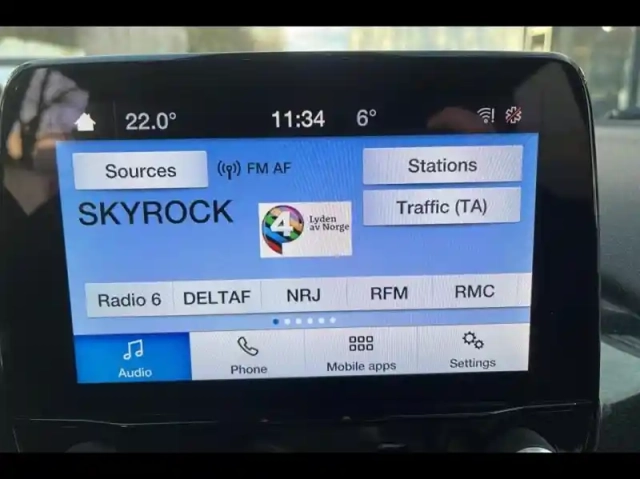 22.0° 11:34 6°
Sources FM AF Stations
SKYROCK Traffic (TA)
4 Lyden
av Norge
Radio 6 DELTAF NRJ RFM RMC
Audio Phone Mobile apps Settings